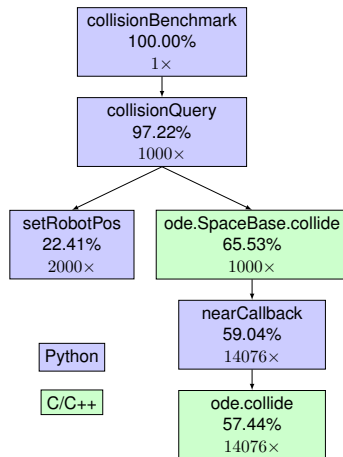 collisionBenchmark
100.00%
1×
collisionQuery
97.22%
1000×
setRobotPos
22.41%
2000×
ode.SpaceBase.collide
65.53%
1000×
nearCallback
59.04%
14076×
Python
C/C++
ode.collide
57.44%
14076×